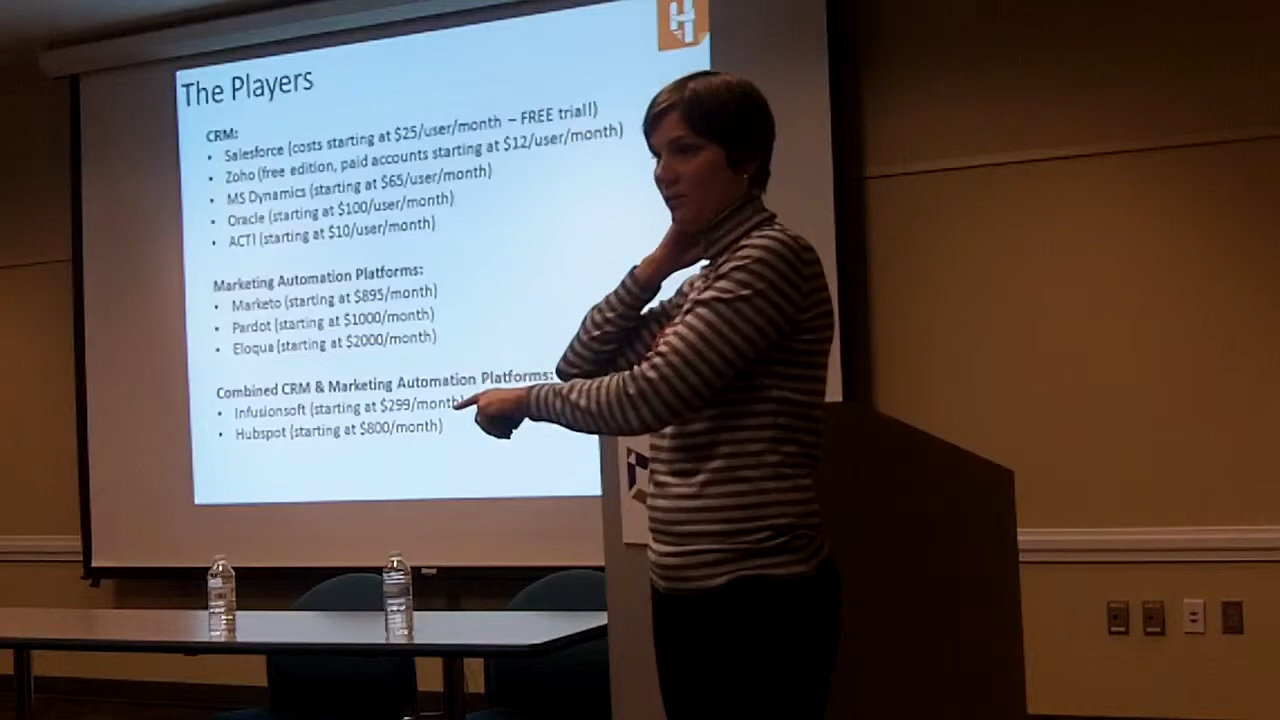 The Players
CRM:
• Salesforce (costs starting at $25/user/month – FREE trial!)
• Zoho (free edition, paid accounts starting at $12/user/month)
• MS Dynamics (starting at $65/user/month)
• Oracle (starting at $100/user/month)
• ACT! (starting at $10/user/month)
Marketing Automation Platforms:
• Marketo (starting at $895/month)
• Pardot (starting at $1000/month)
• Eloqua (starting at $2000/month)
Combined CRM & Marketing Automation Platforms:
• Infusionsoft (starting at $299/month)
• Hubspot (starting at $800/month)